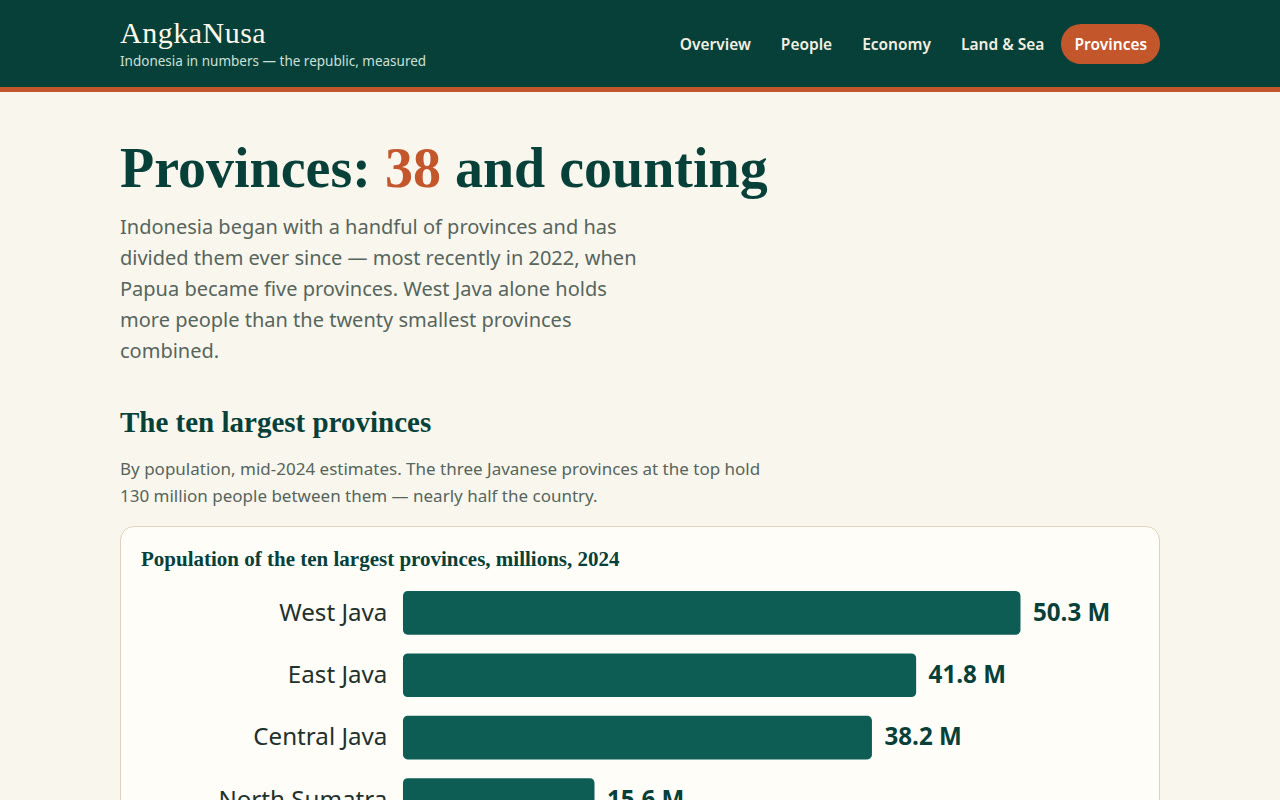 AngkaNusa
Indonesia in numbers — the republic, measured
Overview
People
Economy
Land & Sea
Provinces
Provinces: 38 and counting
Indonesia began with a handful of provinces and has
divided them ever since — most recently in 2022, when
Papua became five provinces. West Java alone holds
more people than the twenty smallest provinces
combined.
The ten largest provinces
By population, mid-2024 estimates. The three Javanese provinces at the top hold
130 million people between them — nearly half the country.
Population of the ten largest provinces, millions, 2024
West Java 50.3 M
East Java 41.8 M
Central Java 38.2 M
North Sumatra 15.6 M